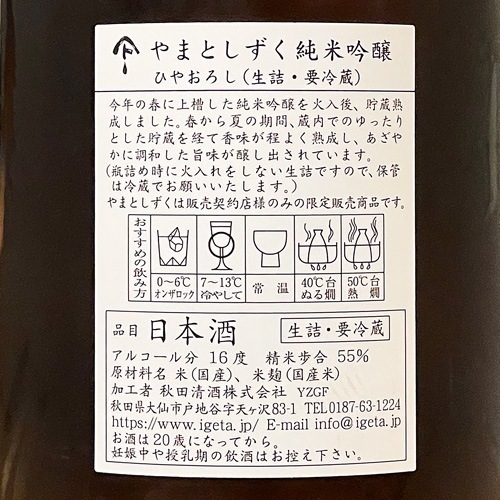 やまとしずく純米吟醸
ひやおろし(生詰・要冷蔵)
今年の春に上槽した純米吟醸を火入後、貯蔵熟
成しました。春から夏の期間、蔵内でのゆったり
とした貯蔵を経て香味が程よく熟成し、あざや
かに調和した旨味が醸し出されています。
(瓶詰め時に火入れをしない生詰ですので、保管
は冷蔵でお願いいたします。)
やまとしずくは販売契約店様のみの限定販売商品です。
おすすめの飲み方
0〜6℃
オンザロック
7〜13℃
冷やして
常温
40℃台
ぬる燗
50℃台
熱燗
品目 日本酒 生詰・要冷蔵
アルコール分 16度 精米歩合 55%
原材料名 米(国産)、米麹(国産米)
加工者 秋田清酒株式会社 YZGF
秋田県大仙市戸地谷字天ヶ沢83-1 TEL0187-63-1224
https://www.igeta.jp/ E-mail info@igeta.jp
お酒は20歳になってから。
妊娠中や授乳期の飲酒はお控え下さい。